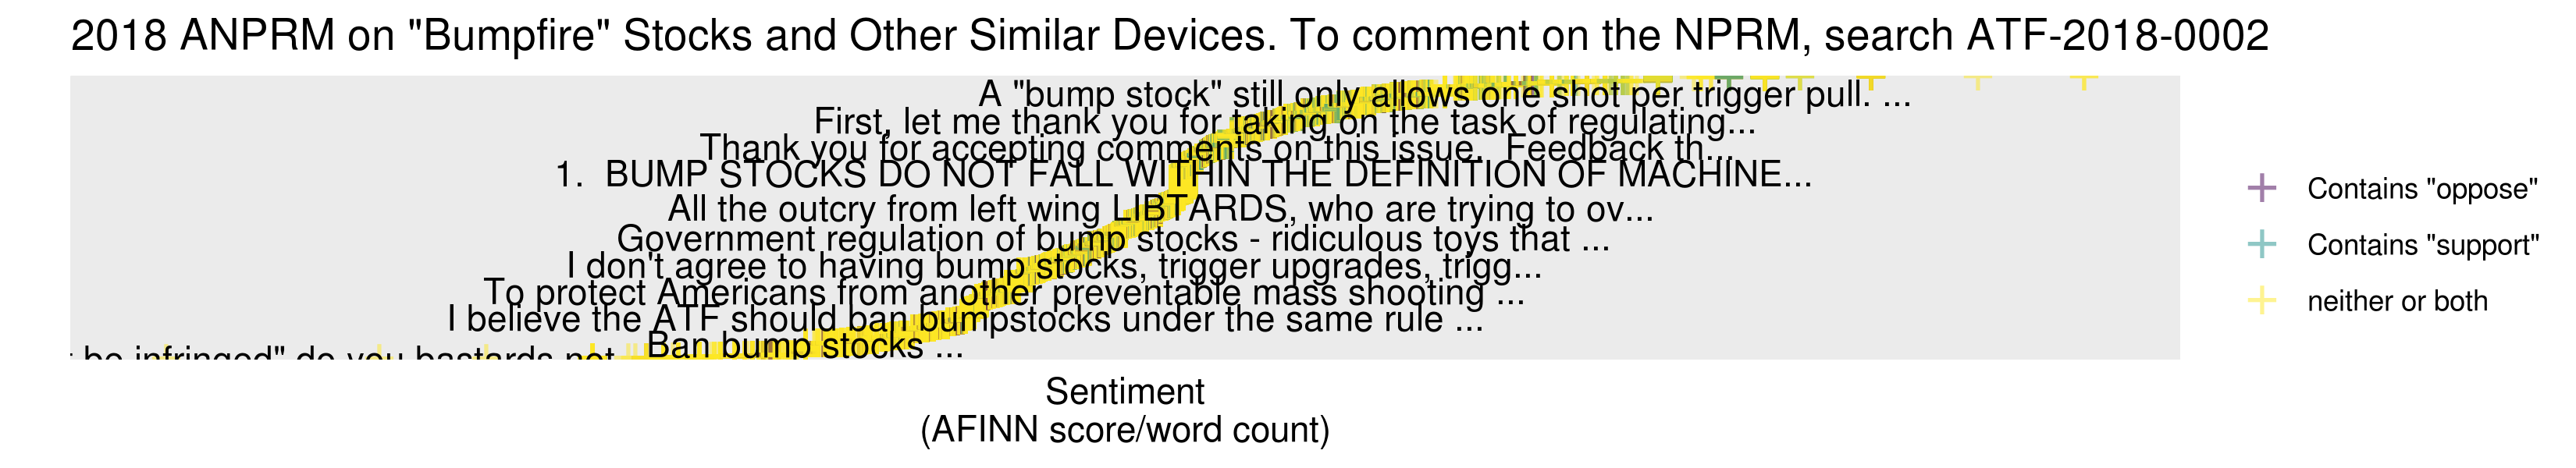 2018 ANPRM on "Bumpfire" Stocks and Other Similar Devices. To comment on the NPRM, search ATF-2018-0002
A "bump stock" still only allows one shot per trigger pull. ...
First, let me thank you for taking on the task of regulating...
Thank you for accepting comments on this issue.  Feedback th...
1.  BUMP STOCKS DO NOT FALL WITHIN THE DEFINITION OF MACHINE...
All the outcry from left wing LIBTARDS, who are trying to ov...
Government regulation of bump stocks - ridiculous toys that ...
I don't agree to having bump stocks, trigger upgrades, trigg...
To protect Americans from another preventable mass shooting ...
I believe the ATF should ban bumpstocks under the same rule ...
Ban bump stocks ...
be infringed" do you bastards not
Contains "oppose"
Contains "support"
neither or both
Sentiment
(AFINN score/word count)